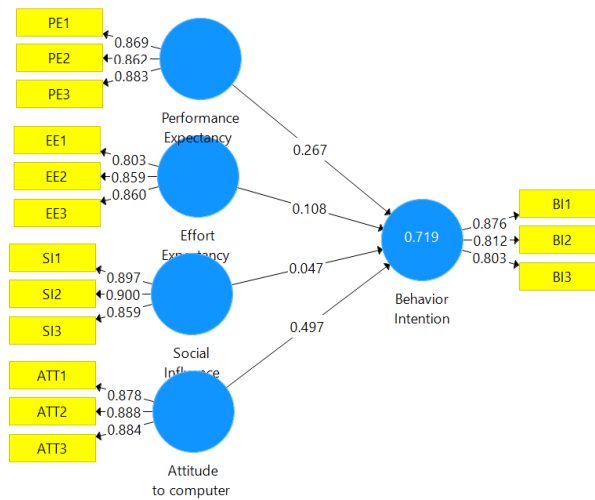 PE1
0.869
PE2
0.862
PE3
0.883
Performance
Expectancy
0.267
EE1
0.803
EE2
0.859
EE3
0.860
Effort
Expectancy
0.108
SI1
0.897
SI2
0.900
SI3
0.859
Social
Influence
0.047
ATT1
0.878
ATT2
0.888
ATT3
0.884
Attitude
to computer
0.497
0.719
Behavior
Intention
0.876
BI1
0.812
BI2
0.803
BI3